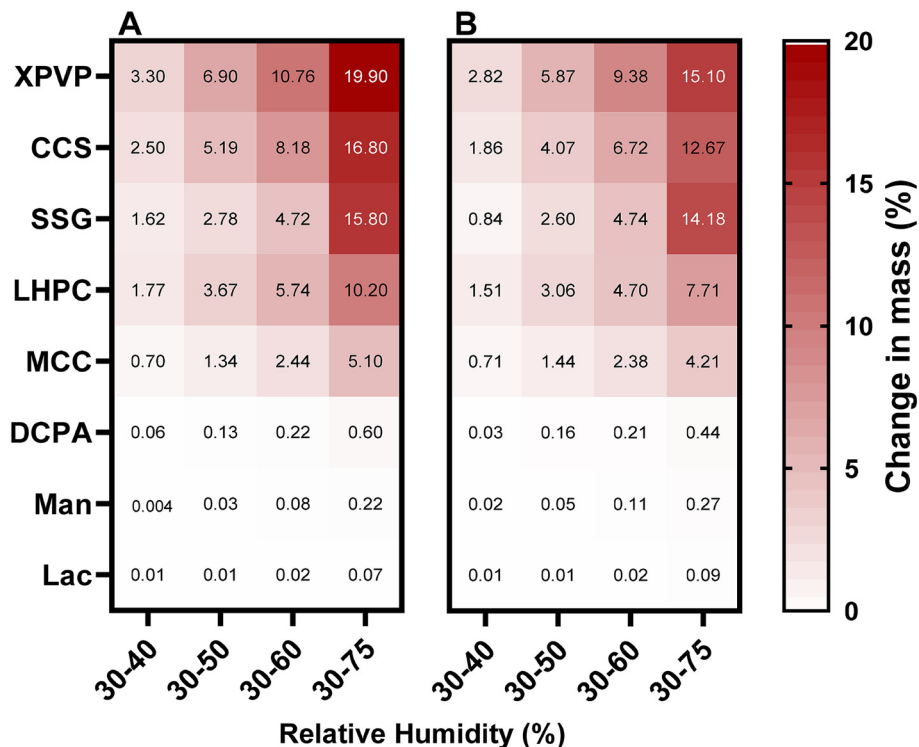 A B
XPVP 3.30 6.90 10.76 19.90 2.82 5.87 9.38 15.10 20
CCS 2.50 5.19 8.18 16.80 1.86 4.07 6.72 12.67
15
SSG 1.62 2.78 4.72 15.80 0.84 2.60 4.74 14.18
LHPC 1.77 3.67 5.74 10.20 1.51 3.06 4.70 7.71
10
MCC 0.70 1.34 2.44 5.10 0.71 1.44 2.38 4.21
DCPA 0.06 0.13 0.22 0.60 0.03 0.16 0.21 0.44
5
Man 0.004 0.03 0.08 0.22 0.02 0.05 0.11 0.27
Lac 0.01 0.01 0.02 0.07 0.01 0.01 0.02 0.09
0
Change in mass (%)
30-40 30-50 30-60 30-75 30-40 30-50 30-60 30-75
Relative Humidity (%)